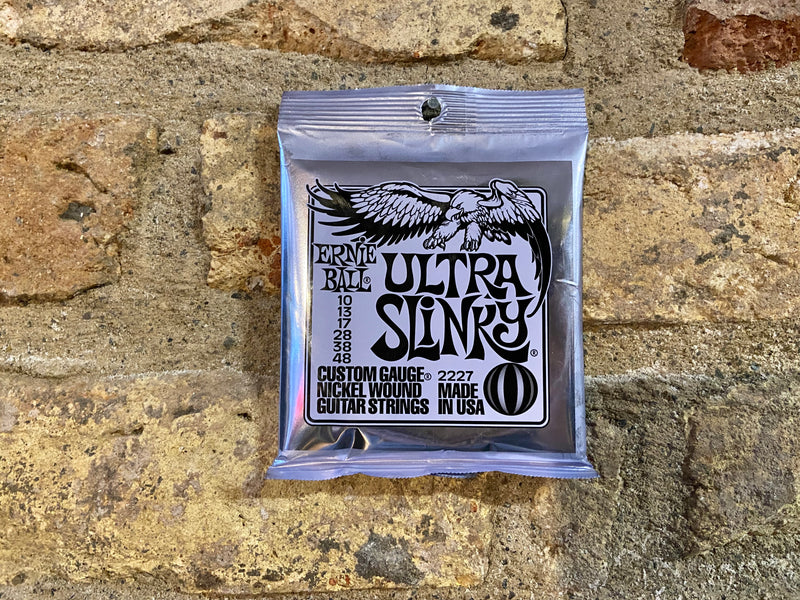 ERNiE
BALL®
ULTRA
SLiNKY®
10
13
17
28
38
48
CUSTOM GAUGE®
NICKEL WOUND
GUITAR STRINGS
2227
MADE
IN USA